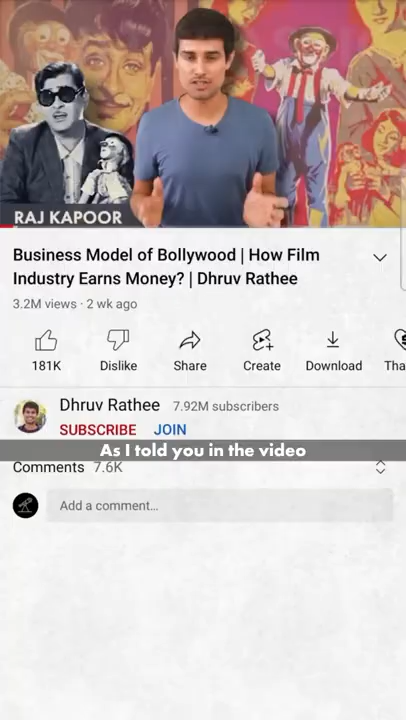 RAJ KAPOOR
Business Model of Bollywood | How Film
Industry Earns Money? | Dhruv Rathee
3.2M views · 2 wk ago
181K Dislike Share Create Download Tha
Dhruv Rathee 7.92M subscribers
SUBSCRIBE JOIN
As I told you in the video
Comments 7.6K
Add a comment...